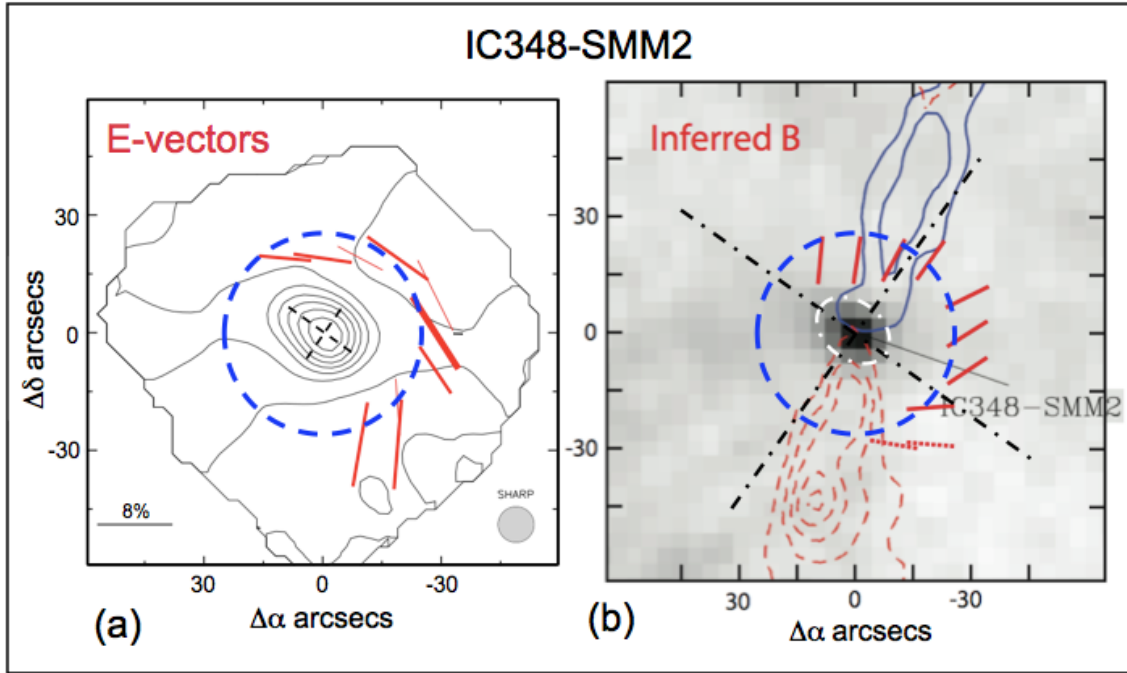 IC348-SMM2
E-vectors
30
0
-30
Δδ arcsecs
8%
SHARP
30
0
-30
(a)
Δα arcsecs
Inferred B
30
0
-30
IC348-SMM2
30
0
-30
(b)
Δα arcsecs